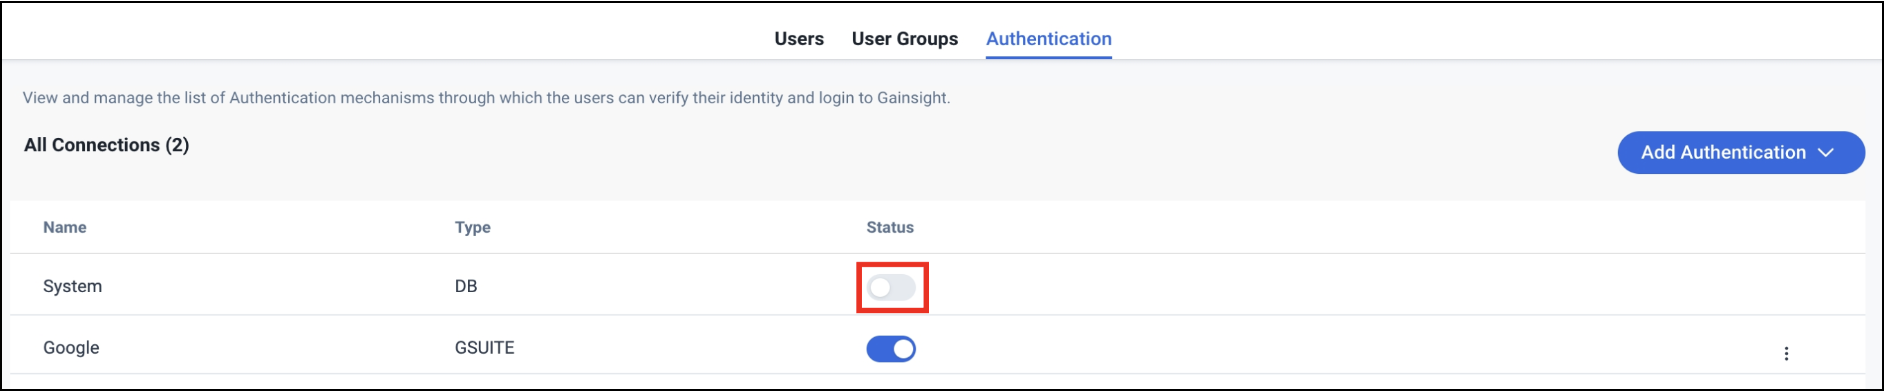 Users User Groups Authentication
View and manage the list of Authentication mechanisms through which the users can verify their identity and login to Gainsight.
All Connections (2)
Add Authentication
Name Type Status
System DB
Google GSUITE